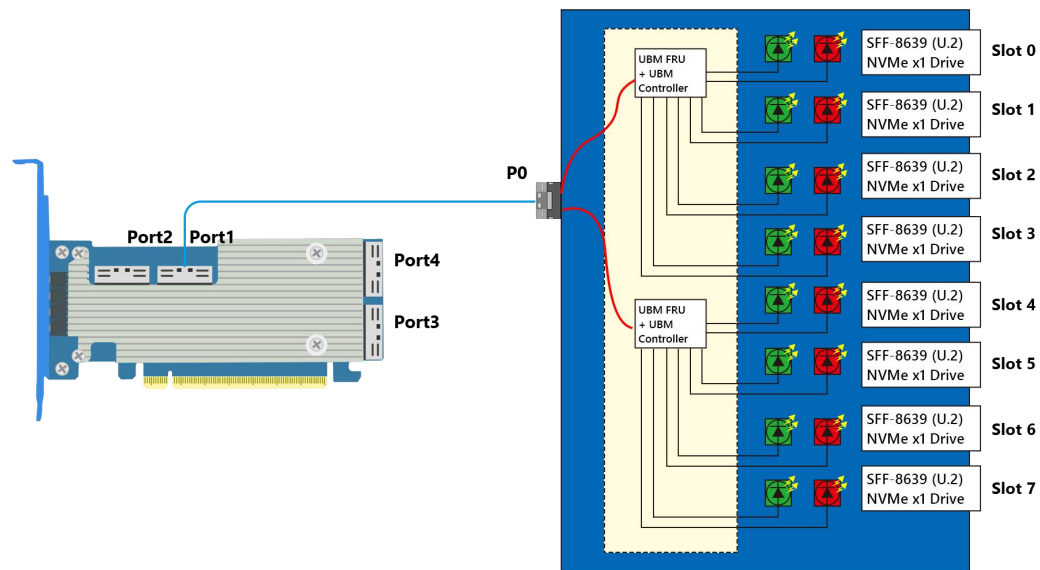 Port2
Port1
Port4
Port3
P0
UBM FRU
+ UBM
Controller
SFF-8639 (U.2)
NVMe x1 Drive
Slot 0
SFF-8639 (U.2)
NVMe x1 Drive
Slot 1
SFF-8639 (U.2)
NVMe x1 Drive
Slot 2
SFF-8639 (U.2)
NVMe x1 Drive
Slot 3
UBM FRU
+ UBM
Controller
SFF-8639 (U.2)
NVMe x1 Drive
Slot 4
SFF-8639 (U.2)
NVMe x1 Drive
Slot 5
SFF-8639 (U.2)
NVMe x1 Drive
Slot 6
SFF-8639 (U.2)
NVMe x1 Drive
Slot 7